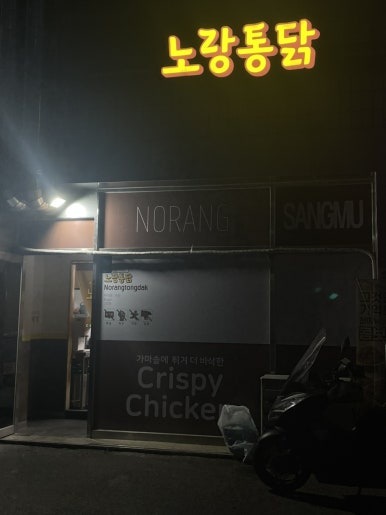 노랑통닭
NORANG
SANGMU
노랑통닭
Norangtongdak
가마솥에 튀겨 더 바삭한
Crispy
Chicken